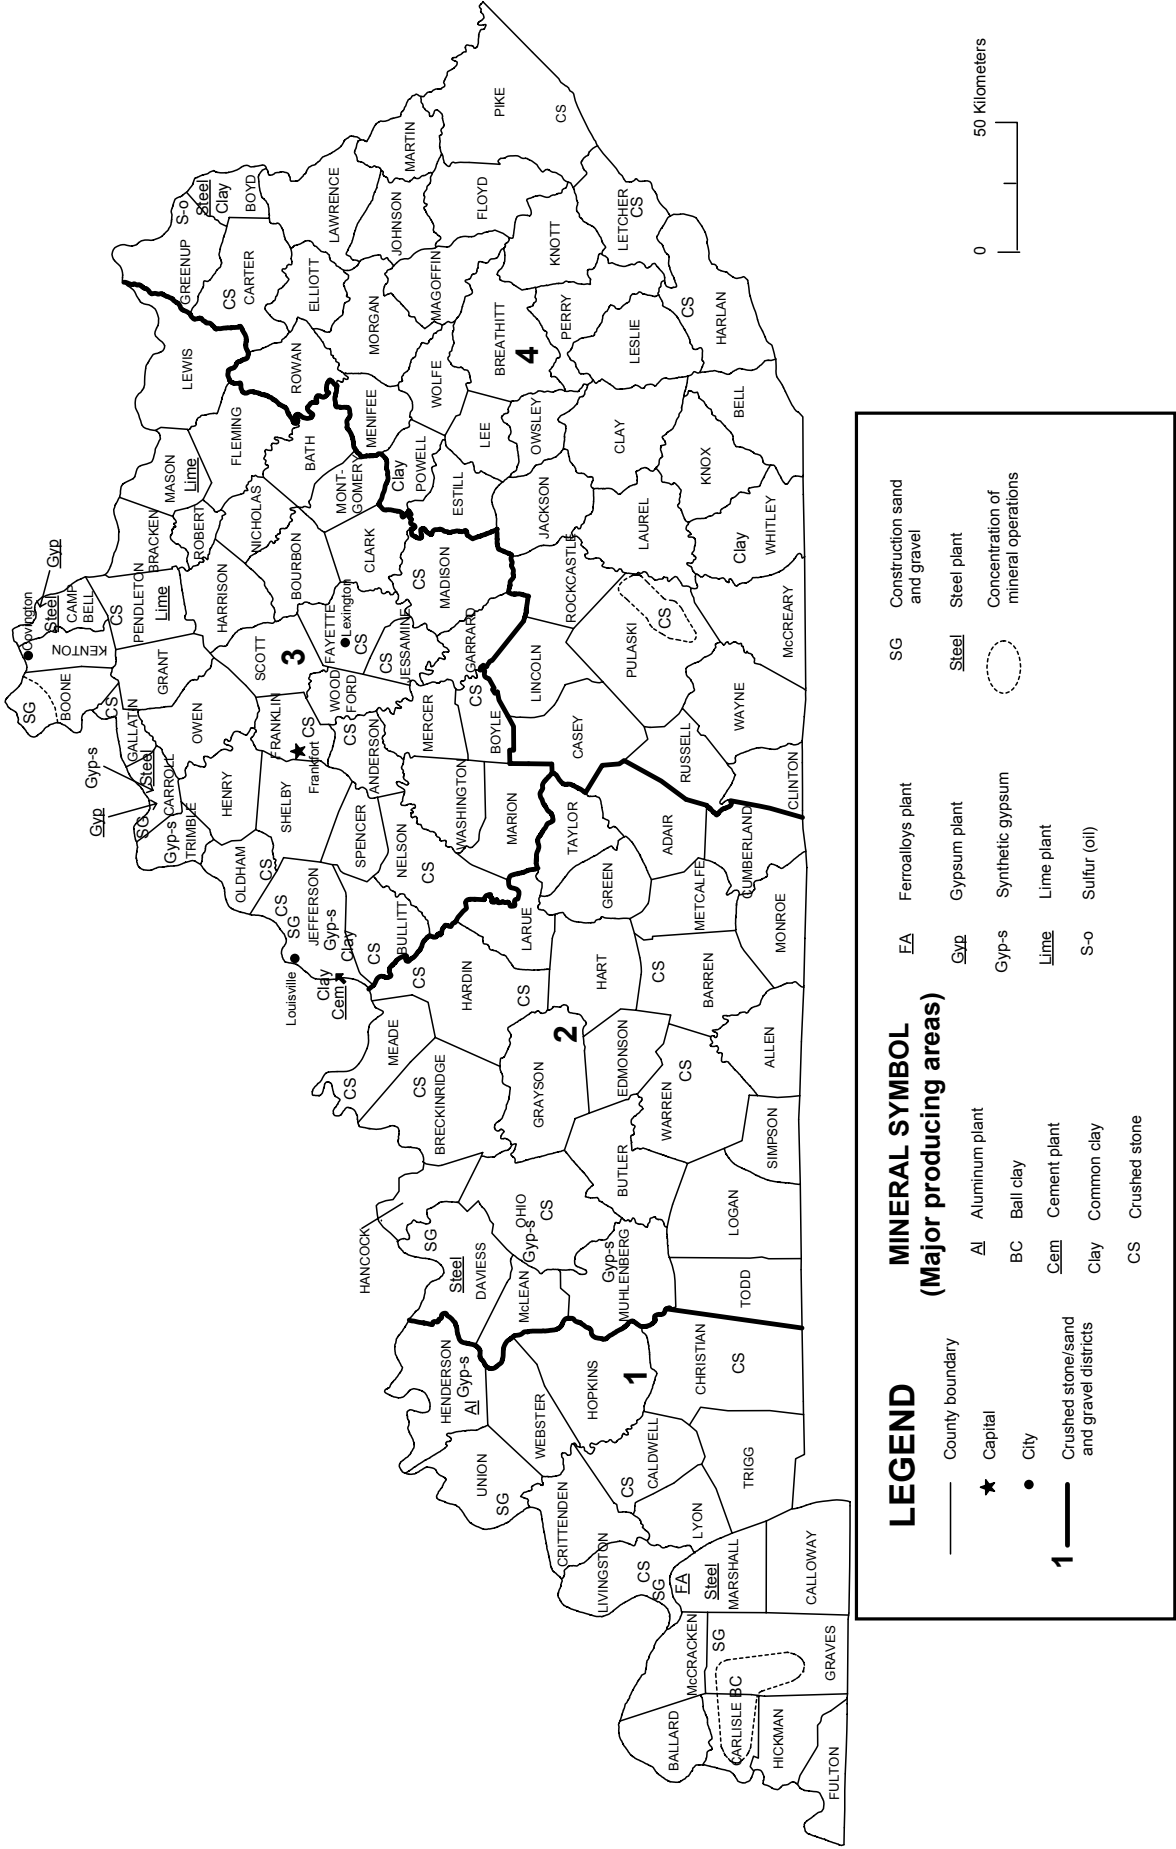 Covington
SG
BOONE
KENTON
Steel
CAMP-
BELL
Gyp
CS
PENDLETON
Lime
BRACKEN
ROBERT
MASON
Lime
LEWIS
GREENUP
S-o
Steel
Clay
BOYD
CS
GALLATIN
GRANT
Gyp-s
Gyp
Steel
CARROLL
SG
Gyp-s
TRIMBLE
OWEN
HENRY
HARRISON
NICHOLAS
FLEMING
ROWAN
CS
CARTER
ELLIOTT
LAWRENCE
OLDHAM
CS
SHELBY
FRANKLIN
CS
Frankfort
SCOTT
3
BOURBON
BATH
MONT-
GOMERY
MENIFEE
MORGAN
JOHNSON
MARTIN
Louisville
SG
CS
JEFFERSON
Gyp-s
Clay
Clay
Cem
SPENCER
ANDERSON
CS
WOOD
FORD
FAYETTE
Lexington
CS
CS
JESSAMINE
CLARK
Clay
POWELL
WOLFE
MAGOFFIN
FLOYD
PIKE
CS
CS
BULLITT
NELSON
CS
WASHINGTON
MERCER
CS
BOYLE
GARRARD
CS
MADISON
ESTILL
LEE
BREATHITT
4
KNOTT
LETCHER
CS
MARION
LINCOLN
ROCKCASTLE
JACKSON
OWSLEY
PERRY
LESLIE
CS
HARLAN
CASEY
PULASKI
CS
LAUREL
CLAY
KNOX
BELL
RUSSELL
WAYNE
CLINTON
McCREARY
Clay
WHITLEY
HANCOCK
CS
MEADE
CS
BRECKINRIDGE
CS
HARDIN
CS
LARUE
TAYLOR
GREEN
ADAIR
CUMBERLAND
METCALFE
MONROE
SG
Steel
DAVIESS
OHIO
CS
Gyp-s
McLEAN
Gyp-s
MUHLENBERG
GRAYSON
2
HART
EDMONSON
CS
BARREN
BUTLER
WARREN
CS
ALLEN
SIMPSON
LOGAN
TODD
HENDERSON
Al
Gyp-s
UNION
SG
WEBSTER
HOPKINS
1
CHRISTIAN
CS
CRITTENDEN
CS
CALDWELL
TRIGG
LIVINGSTON
CS
SG
LYON
FA
Steel
MARSHALL
CALLOWAY
McCRACKEN
SG
GRAVES
BALLARD
CARLISLE
BC
HICKMAN
FULTON
0
50 Kilometers
LEGEND
County boundary
Capital
City
1
Crushed stone/sand
and gravel districts
MINERAL SYMBOL
(Major producing areas)
Al Aluminum plant
BC Ball clay
Cem Cement plant
Clay Common clay
CS Crushed stone
FA Ferroalloys plant
Gyp Gypsum plant
Gyp-s Synthetic gypsum
Lime Lime plant
S-o Sulfur (oil)
SG Construction sand
and gravel
Steel Steel plant
Concentration of
mineral operations